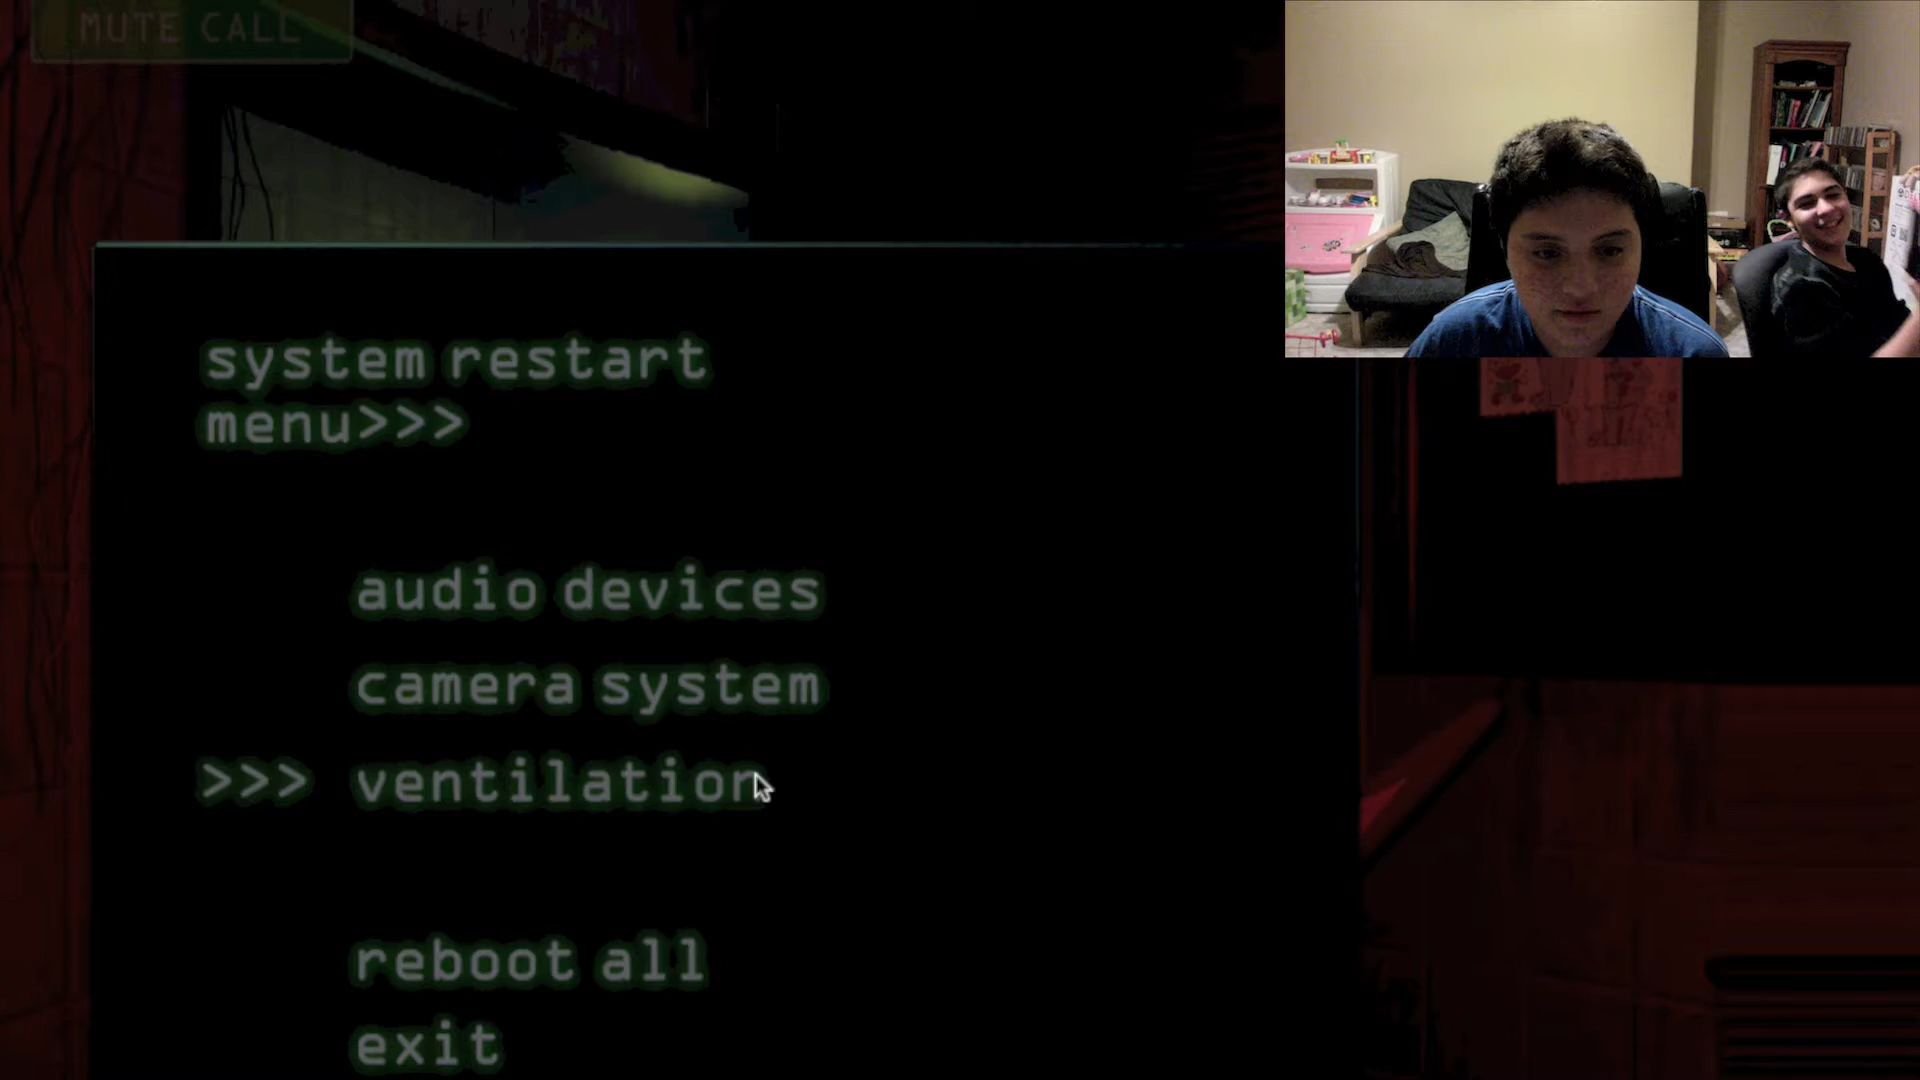 MUTE CALL
system restart
menu>>>
audio devices
camera system
>>> ventilation
reboot all
exit